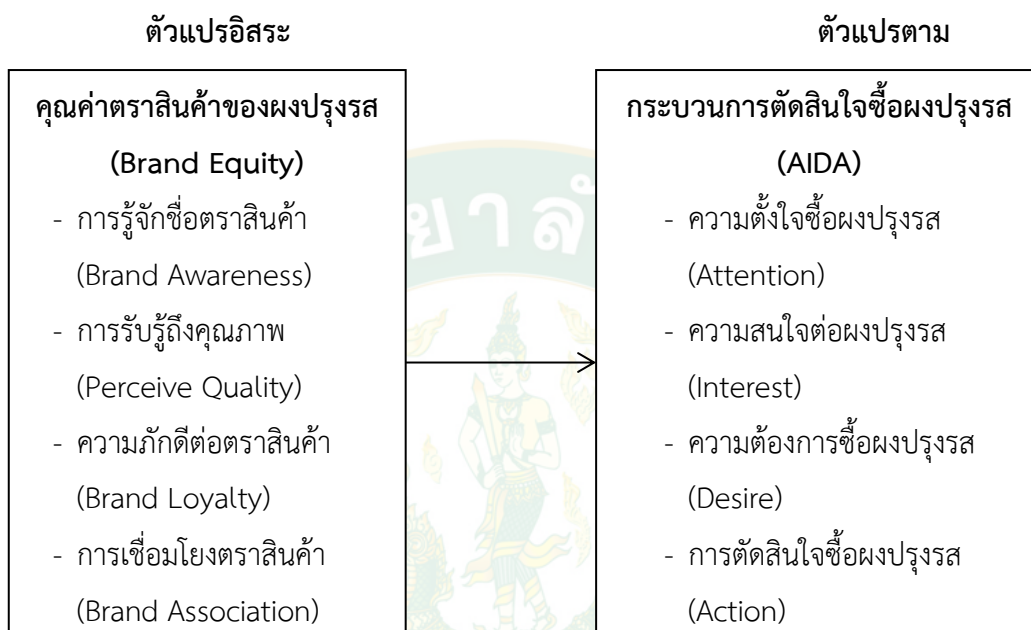 ตัวแปรอิสระ
ตัวแปรตาม
คุณค่าตราสินค้าของผงปรุงรส
(Brand Equity)
- การรู้จักชื่อตราสินค้า
(Brand Awareness)
- การรับรู้ถึงคุณภาพ
(Perceive Quality)
- ความภักดีต่อตราสินค้า
(Brand Loyalty)
- การเชื่อมโยงตราสินค้า
(Brand Association)
กระบวนการตัดสินใจซื้อผงปรุงรส
(AIDA)
- ความตั้งใจซื้อผงปรุงรส
(Attention)
- ความสนใจต่อผงปรุงรส
(Interest)
- ความต้องการซื้อผงปรุงรส
(Desire)
- การตัดสินใจซื้อผงปรุงรส
(Action)